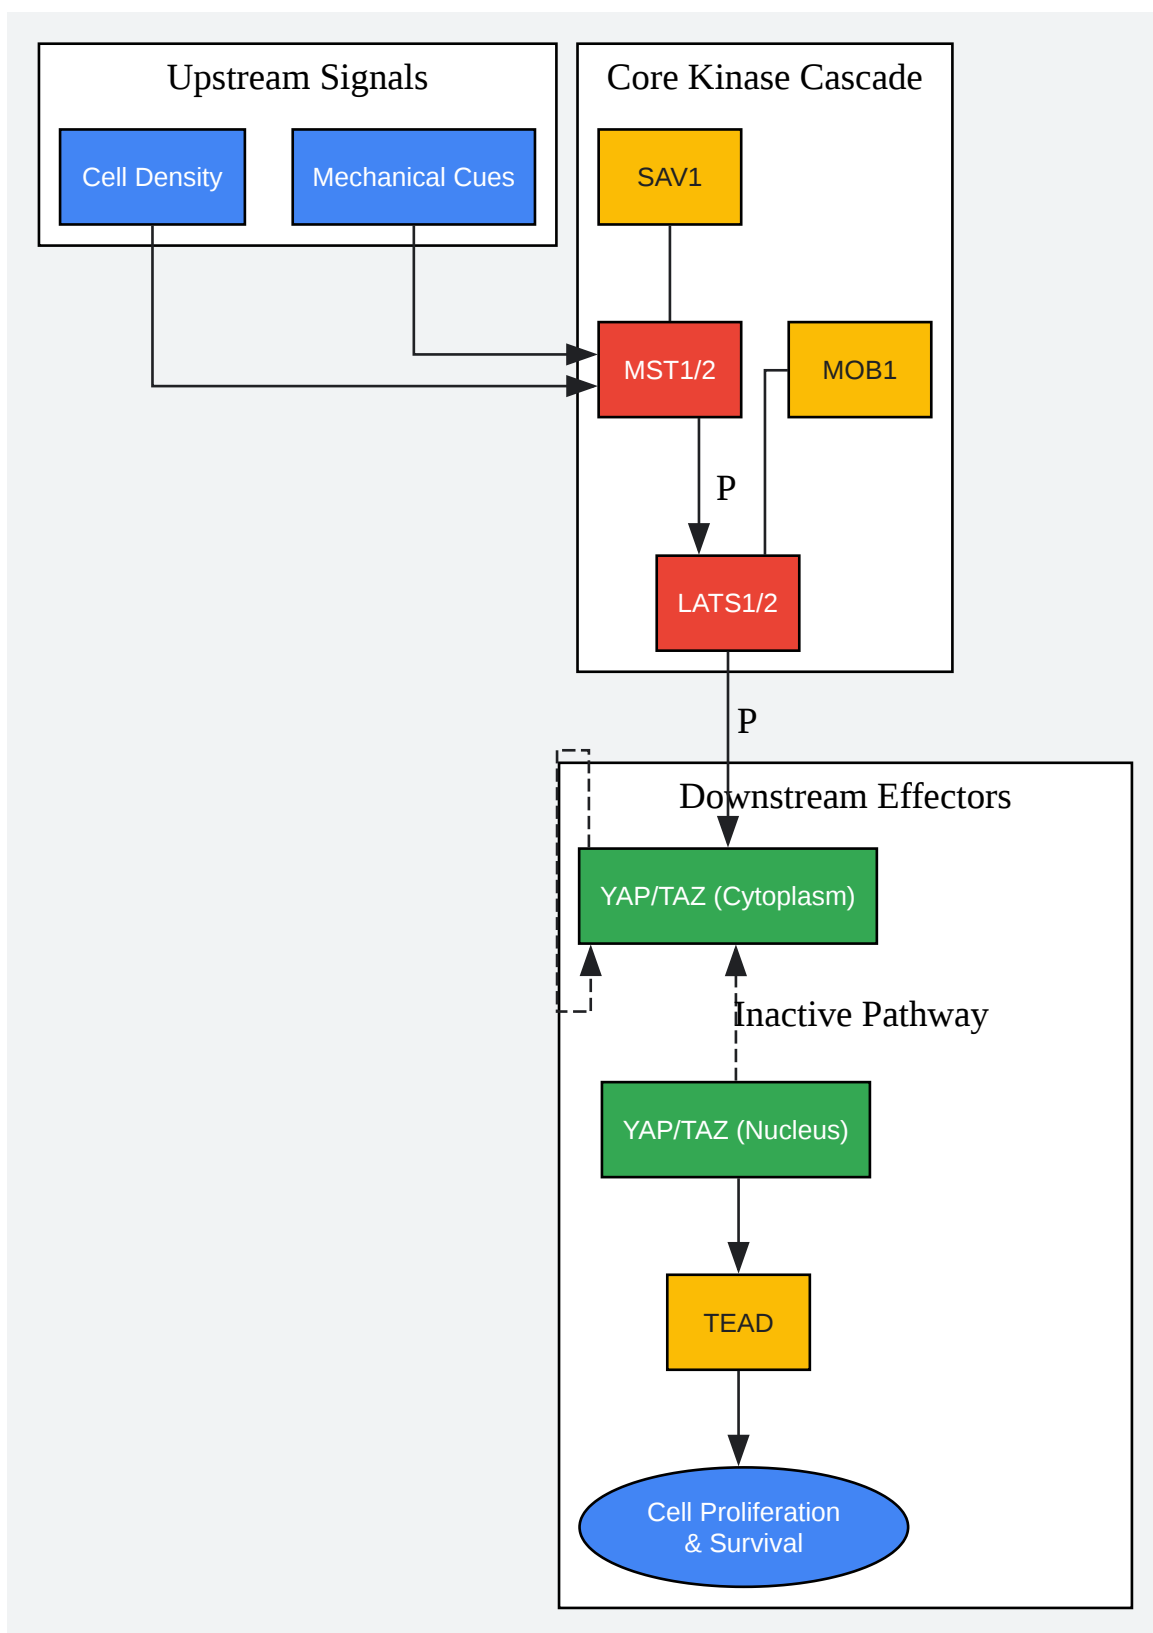 Upstream Signals
Core Kinase Cascade
Cell Density
Mechanical Cues
SAV1
MST1/2
MOB1
P
LATS1/2
P
Downstream Effectors
YAP/TAZ (Cytoplasm)
Inactive Pathway
YAP/TAZ (Nucleus)
TEAD
Cell Proliferation
& Survival